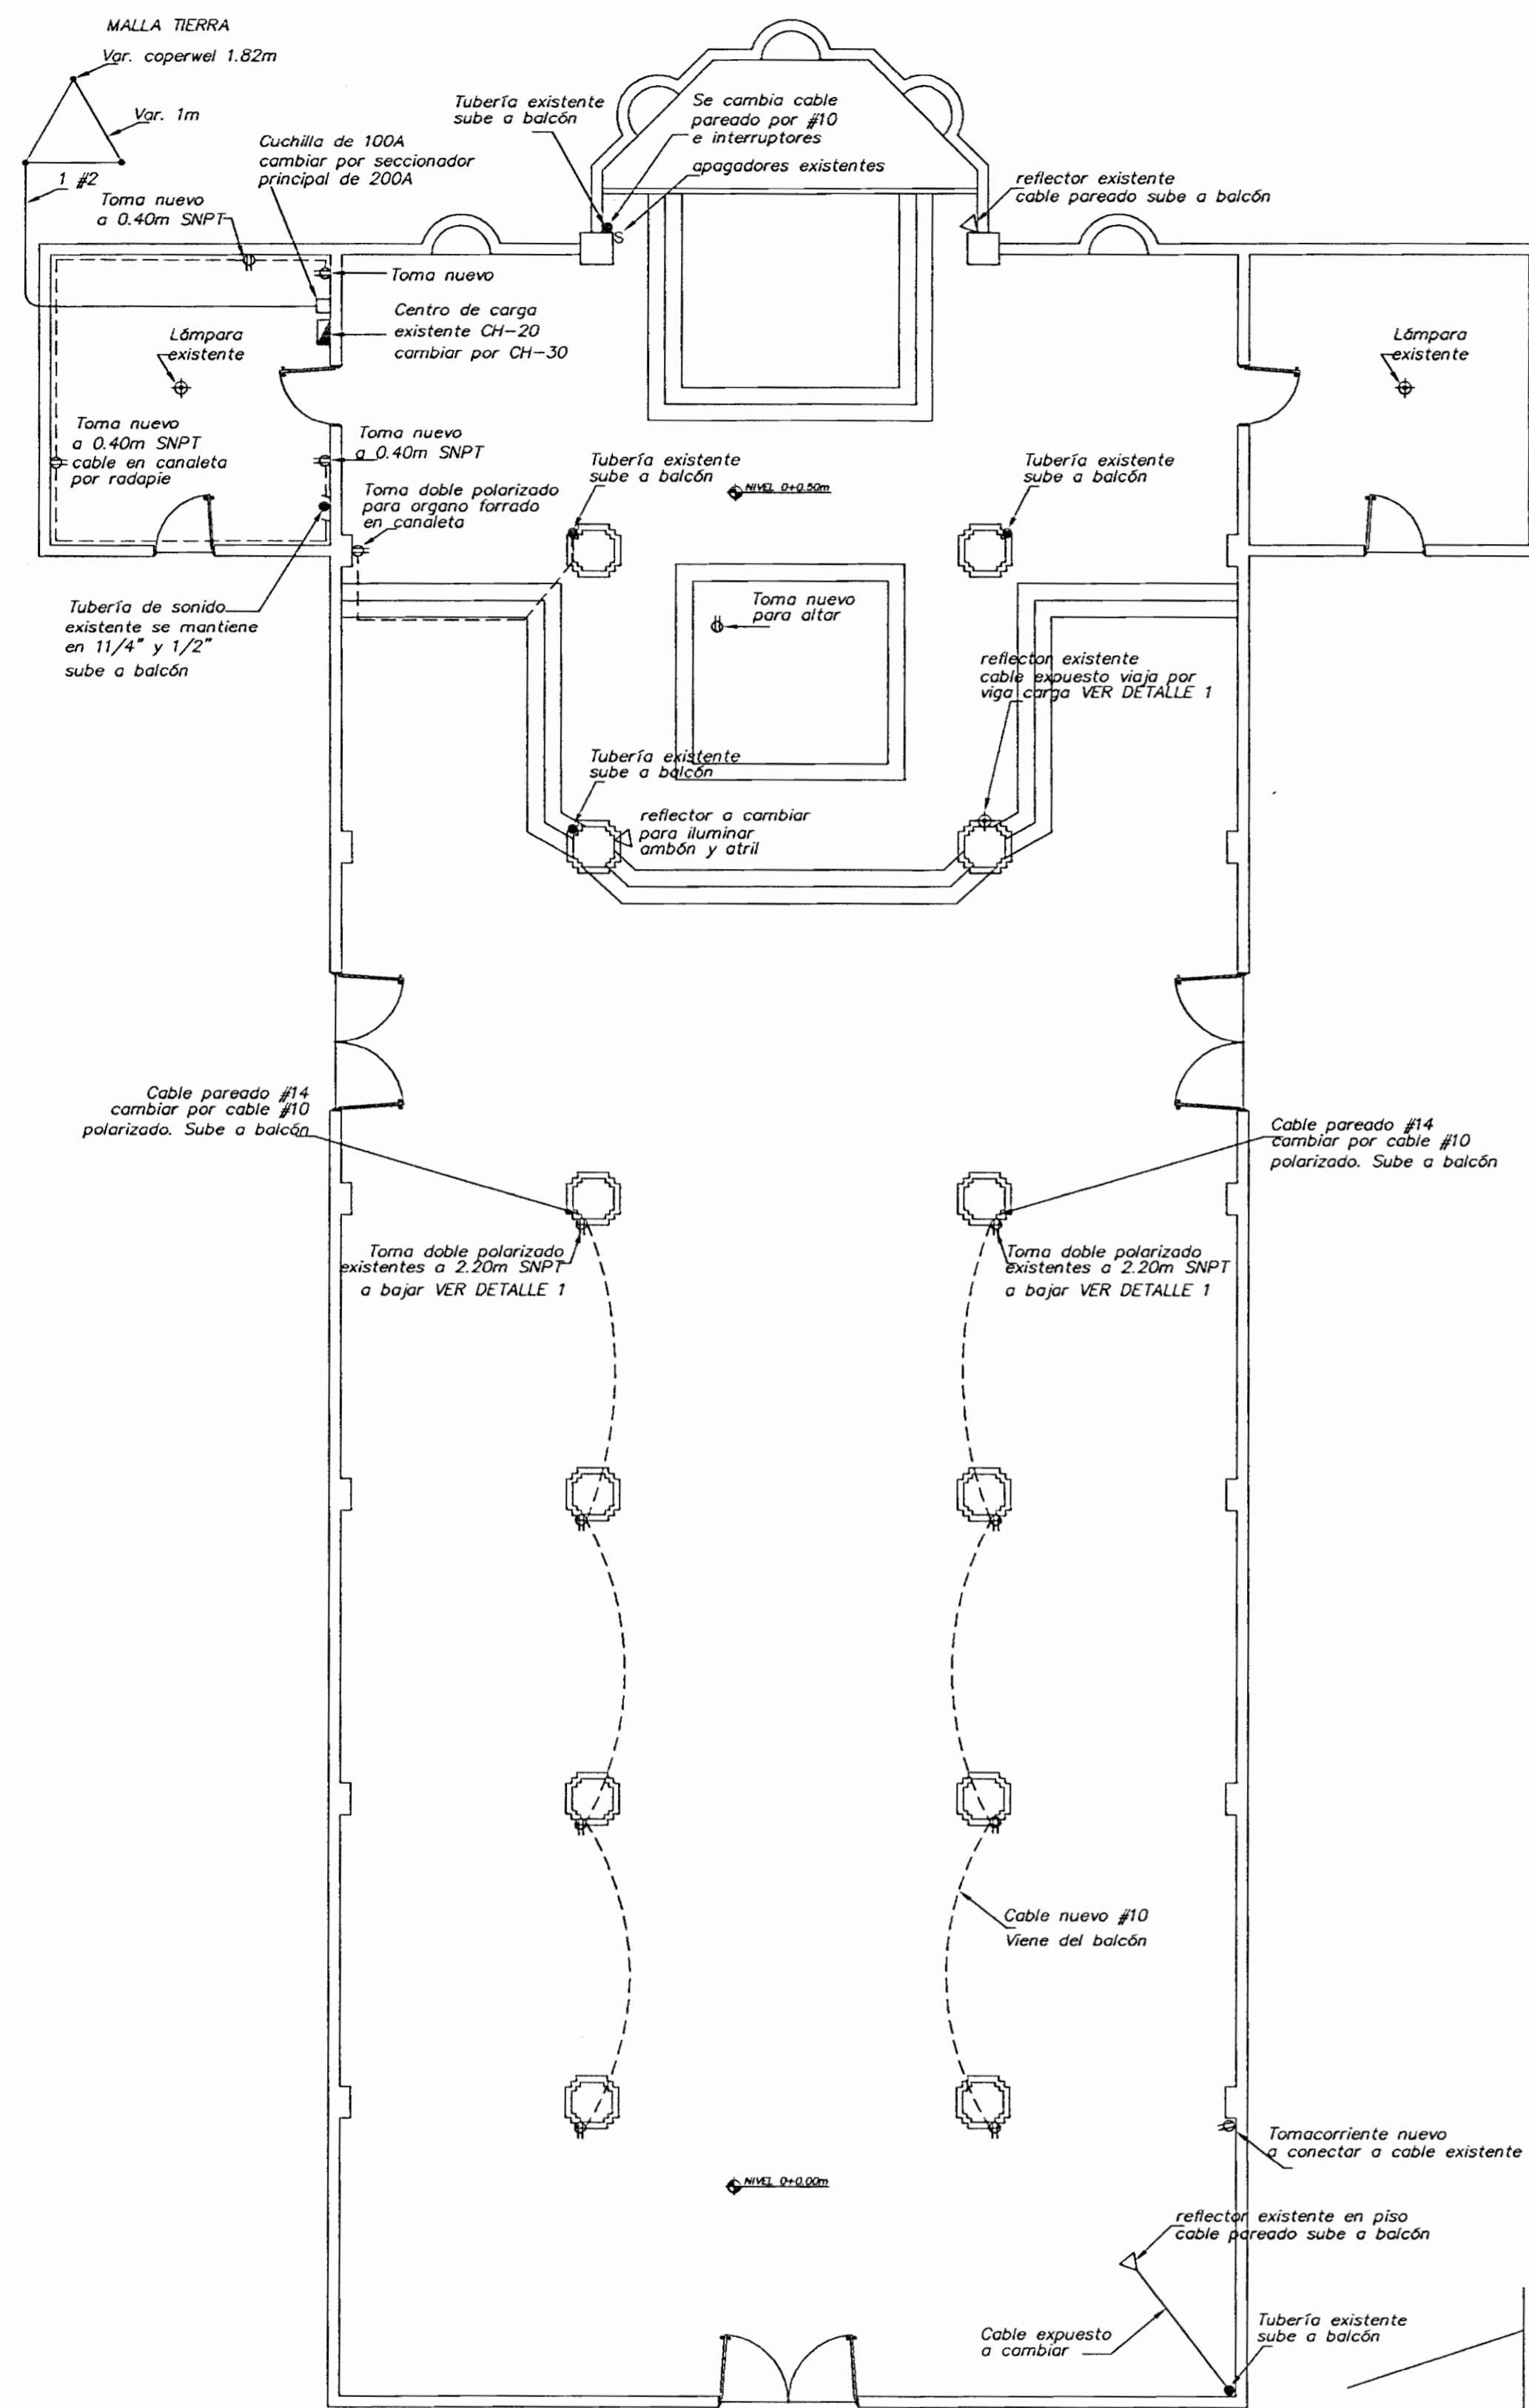 MALLA TIERRA
Var. coperwel 1.82m
Var. 1m
1 #2
Cuchilla de 100A
cambiar por seccionador
principal de 200A
Toma nuevo
a 0.40m SNPT
Tubería existente
sube a balcón
Se cambia cable
pareado por #10
e interruptores
apagadores existentes
S
reflector existente
cable pareado sube a balcón
Toma nuevo
Centro de carga
existente CH-20
cambiar por CH-30
Lámpara
existente
Lámpara
existente
Toma nuevo
a 0.40m SNPT
cable en canaleta
por radapie
Toma nuevo
a 0.40m SNPT
Toma doble polarizado
para organo forrado
en canaleta
Tubería existente
sube a balcón
NIVEL 0+0.50m
Tubería existente
sube a balcón
Tubería de sonido
existente se mantiene
en 11/4" y 1/2"
sube a balcón
Toma nuevo
para altar
reflector existente
cable expuesto viaja por
viga carga VER DETALLE 1
Tubería existente
sube a balcón
reflector a cambiar
para iluminar
ambón y atril
Cable pareado #14
cambiar por cable #10
polarizado. Sube a balcón
Cable pareado #14
cambiar por cable #10
polarizado. Sube a balcón
Toma doble polarizado
existentes a 2.20m SNPT
a bajar VER DETALLE 1
Toma doble polarizado
existentes a 2.20m SNPT
a bajar VER DETALLE 1
Cable nuevo #10
Viene del balcón
Tomacorriente nuevo
a conectar a cable existente
NIVEL 0+0.00m
reflector existente en piso
cable pareado sube a balcón
Cable expuesto
a cambiar
Tubería existente
sube a balcón